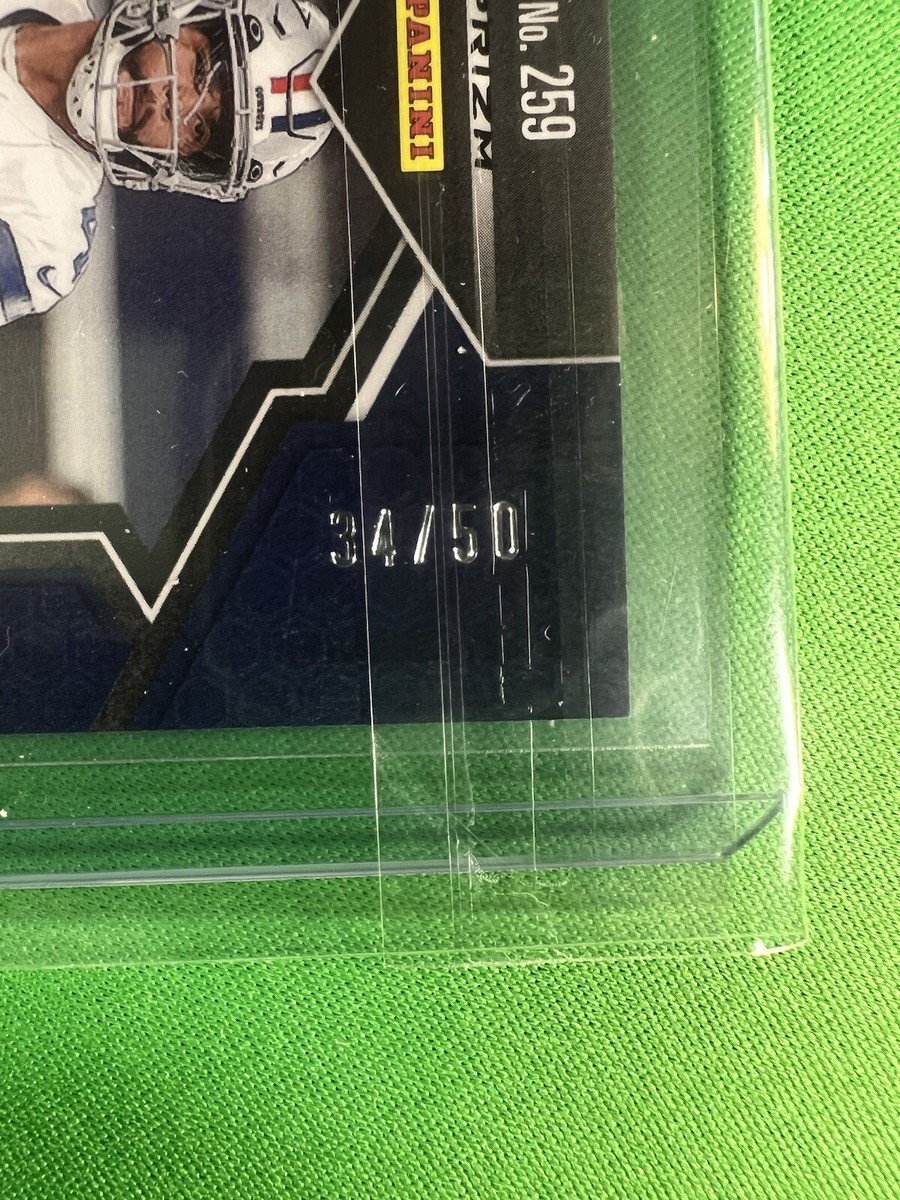 No. 259
PRIZM
PANINI
34/50